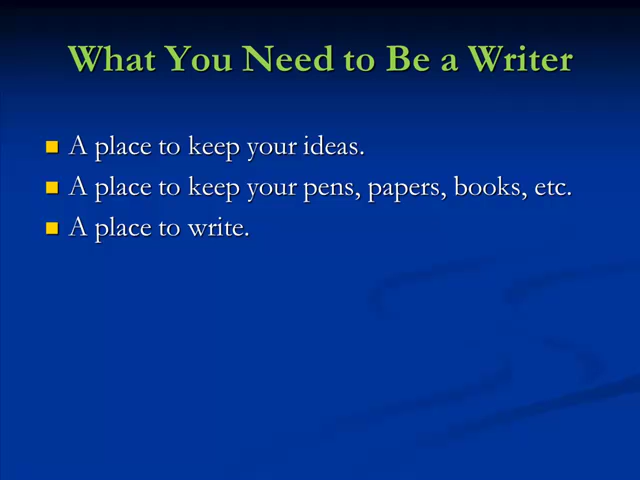 What You Need to Be a Writer
A place to keep your ideas.
A place to keep your pens, papers, books, etc.
A place to write.